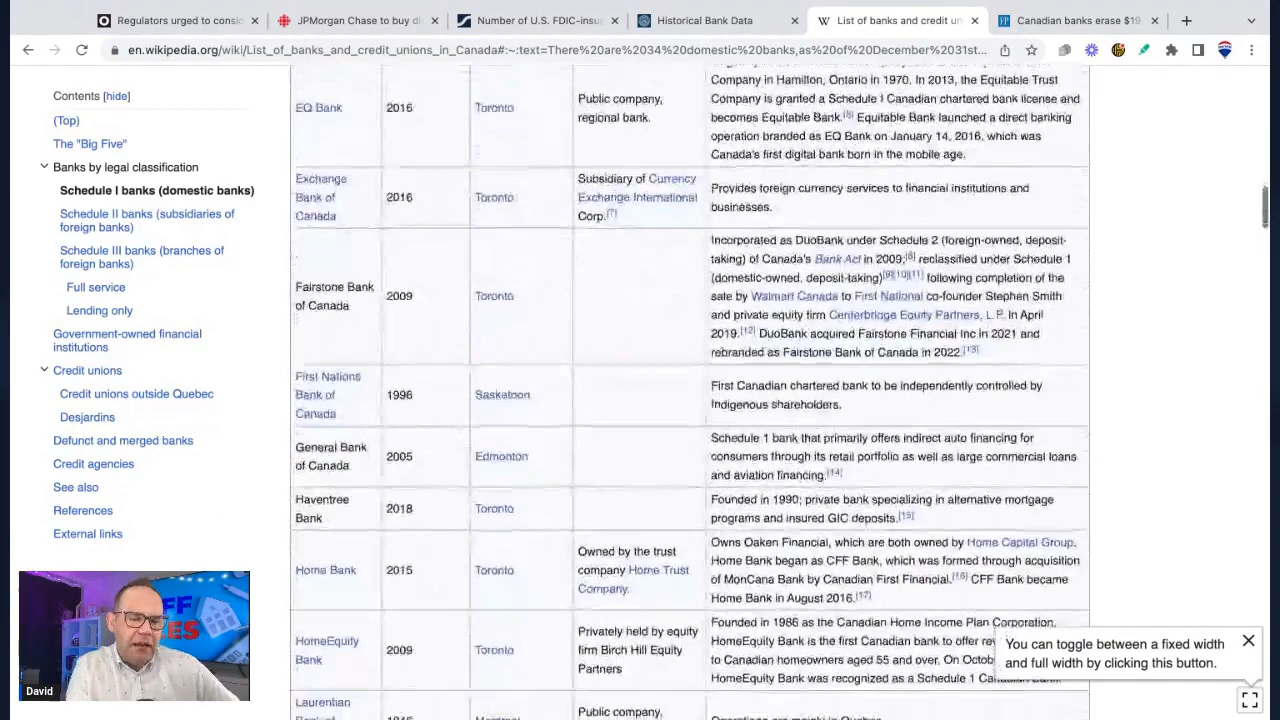 Regulators urged to consid
JPMorgan Chase to buy di
Number of U.S. FDIC-insu
Historical Bank Data
List of banks and credit un
Canadian banks erase $19
en.wikipedia.org/wiki/List_of_banks_and_credit_unions_in_Canada#:~:text=There%20are%2034%20domestic%20banks,as%20of%20December%2031st...
Contents [hide]
(Top)
The "Big Five"
Banks by legal classification
Schedule I banks (domestic banks)
Schedule II banks (subsidiaries of
foreign banks)
Schedule III banks (branches of
foreign banks)
Full service
Lending only
Government-owned financial
institutions
Credit unions
Credit unions outside Quebec
Desjardins
Defunct and merged banks
Credit agencies
See also
References
External links
EQ Bank
2016
Toronto
Public company,
regional bank.
Company in Hamilton, Ontario in 1970. In 2013, the Equitable Trust
Company is granted a Schedule I Canadian chartered bank license and
becomes Equitable Bank. Equitable Bank launched a direct banking
operation branded as EQ Bank on January 14, 2016, which was
Canada's first digital bank born in the mobile age.
Exchange
Bank of
Canada
2016
Toronto
Subsidiary of Currency
Exchange International
Corp.[7]
Provides foreign currency services to financial institutions and
businesses.
Fairstone Bank
of Canada
2009
Toronto
Incorporated as DuoBank under Schedule 2 (foreign-owned, deposit-
taking) of Canada's Bank Act in 2009;[8] reclassified under Schedule 1
(domestic-owned, deposit-taking)[9][10][11] following completion of the
sale by Walmart Canada to First National co-founder Stephen Smith
and private equity firm Centerbridge Equity Partners, L.P. in April
2019.[12] DuoBank acquired Fairstone Financial Inc in 2021 and
rebranded as Fairstone Bank of Canada in 2022.[13]
First Nations
Bank of
Canada
1996
Saskatoon
First Canadian chartered bank to be independently controlled by
Indigenous shareholders.
General Bank
of Canada
2005
Edmonton
Schedule 1 bank that primarily offers indirect auto financing for
consumers through its retail portfolio as well as large commercial loans
and aviation financing.[14]
Haventree
Bank
2018
Toronto
Founded in 1990; private bank specializing in alternative mortgage
programs and insured GIC deposits.[15]
Home Bank
2015
Toronto
Owned by the trust
company Home Trust
Company.
Owns Oaken Financial, which are both owned by Home Capital Group.
Home Bank began as CFF Bank, which was formed through acquisition
of MonCana Bank by Canadian First Financial.[16] CFF Bank became
Home Bank in August 2016.[17]
HomeEquity
Bank
2009
Toronto
Privately held by equity
firm Birch Hill Equity
Partners
Founded in 1986 as the Canadian Home Income Plan Corporation,
HomeEquity Bank is the first Canadian bank to offer
to Canadian homeowners aged 55 and over. On
HomeEquity Bank was recognized as a Schedule 1 Canadian Bank.
Laurentian
Public company,
You can toggle between a fixed width
and full width by clicking this button.
David